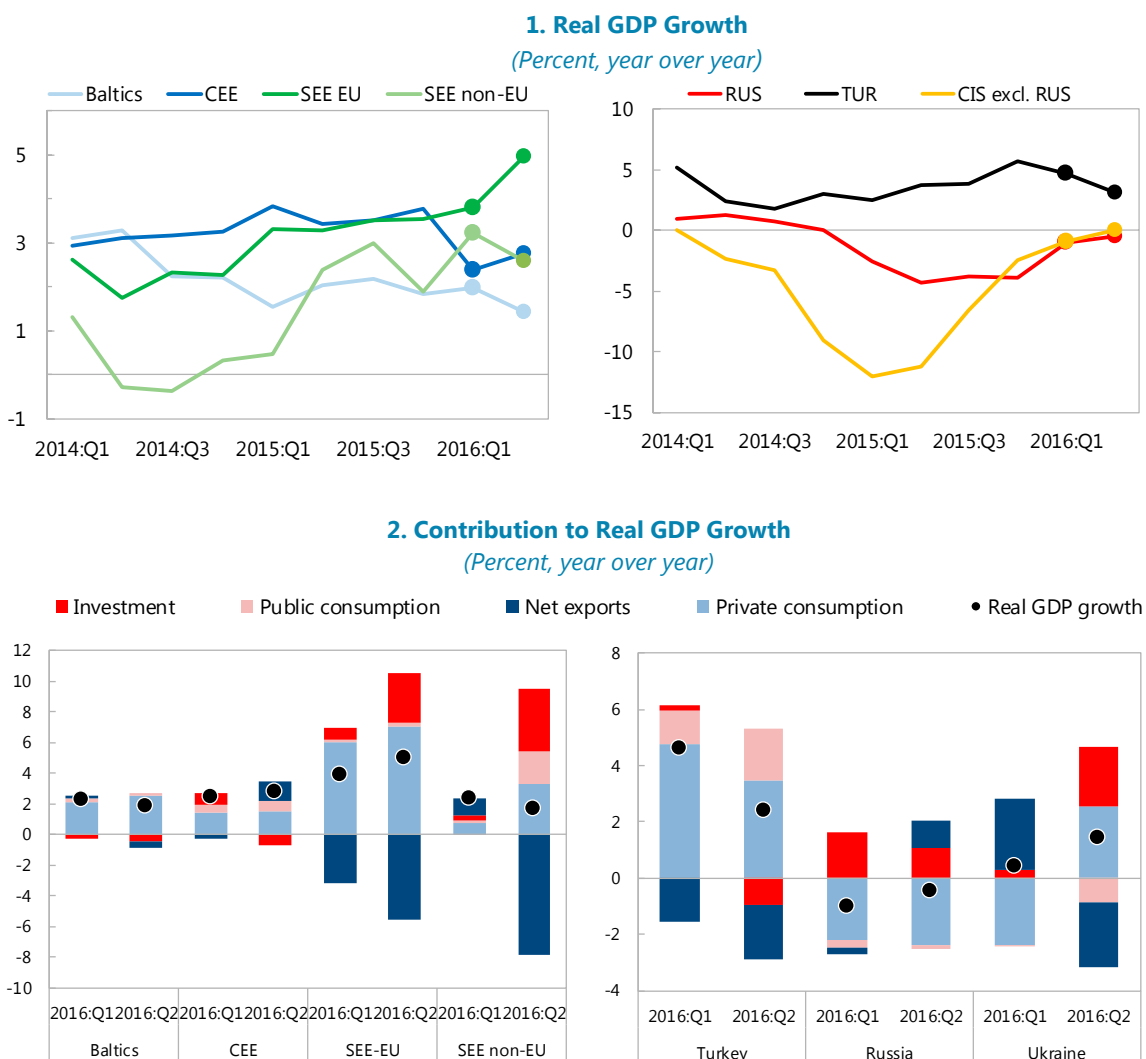 1. Real GDP Growth
(Percent, year over year)
Baltics CEE SEE EU SEE non-EU
5
3
1
-1
2014:Q1 2014:Q3 2015:Q1 2015:Q3 2016:Q1
RUS TUR CIS excl. RUS
10
5
0
-5
-10
-15
2014:Q1 2014:Q3 2015:Q1 2015:Q3 2016:Q1
2. Contribution to Real GDP Growth
(Percent, year over year)
Investment Public consumption Net exports Private consumption Real GDP growth
12
10
8
6
4
2
0
-2
-4
-6
-8
-10
2016:Q1 2016:Q2 2016:Q1 2016:Q2 2016:Q1 2016:Q2 2016:Q1 2016:Q2
Baltics CEE SEE-EU SEE non-EU
8
6
4
2
0
-2
-4
2016:Q1 2016:Q2 2016:Q1 2016:Q2 2016:Q1 2016:Q2
Turkey Russia Ukraine